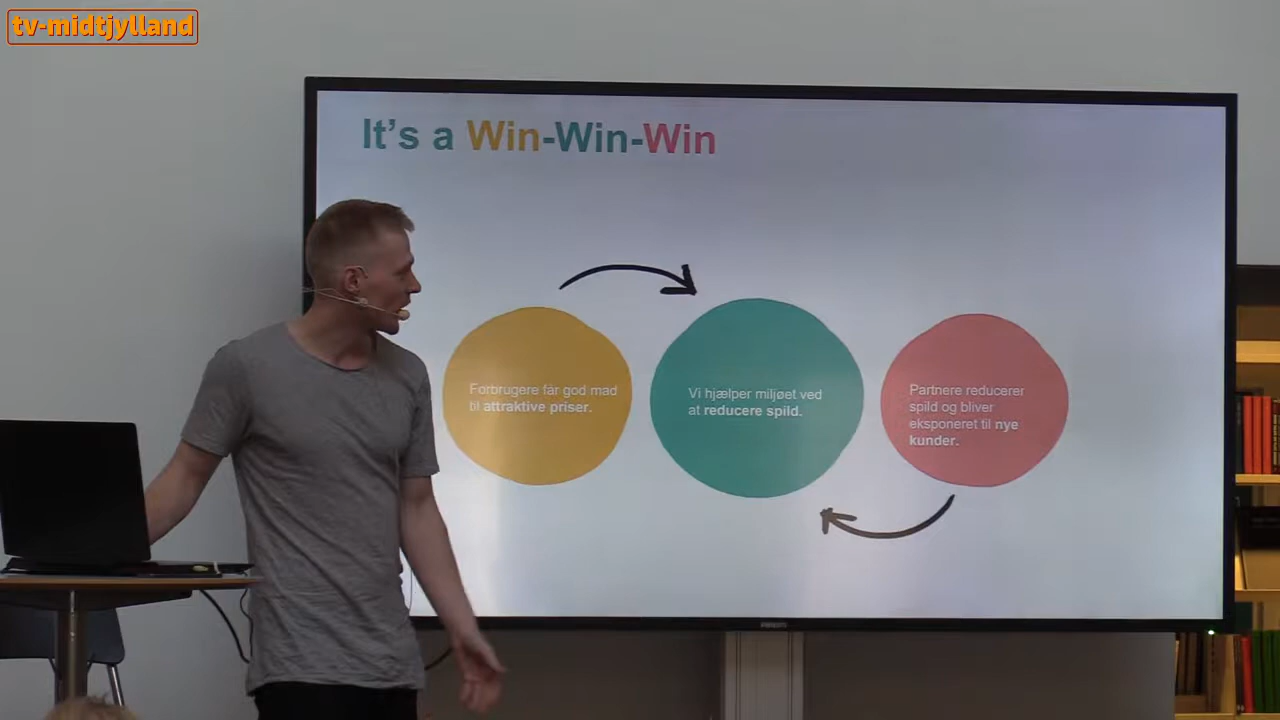 tv-midtjylland
It's a Win-Win-Win
Forbrugere får god mad
til attraktive priser.
Vi hjælper miljøet ved
at reducere spild.
Partnere reducerer
spild og bliver
eksponeret til nye
kunder.